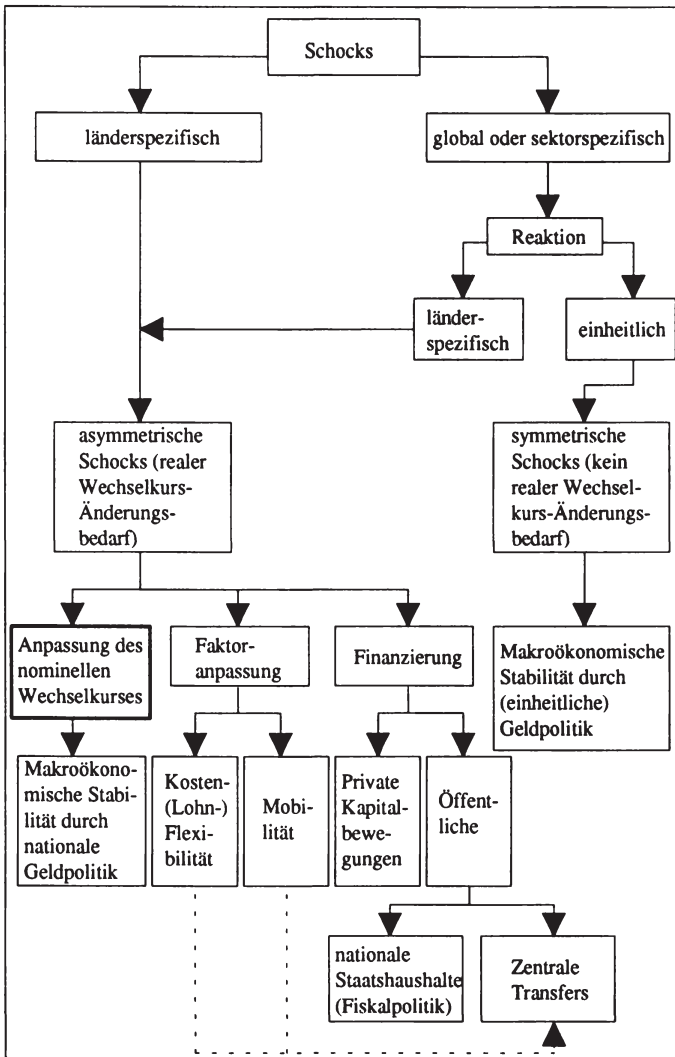 Schocks
länderspezifisch
global oder sektorspezifisch
Reaktion
länder-
spezifisch
einheitlich
asymmetrische
Schocks (realer
Wechselkurs-
Änderungs-
bedarf)
symmetrische
Schocks (kein
realer Wechsel-
kurs-Änderungs-
bedarf)
Anpassung des
nominellen
Wechselkurses
Faktor-
anpassung
Finanzierung
Makroökonomische
Stabilität durch
(einheitliche)
Geldpolitik
Makroökono-
mische Stabi-
lität durch
nationale
Geldpolitik
Kosten-
(Lohn-)
Flexi-
bilität
Mobi-
lität
Private
Kapital-
bewe-
gungen
Öffent-
liche
nationale
Staatshaushalte
(Fiskalpolitik)
Zentrale
Transfers